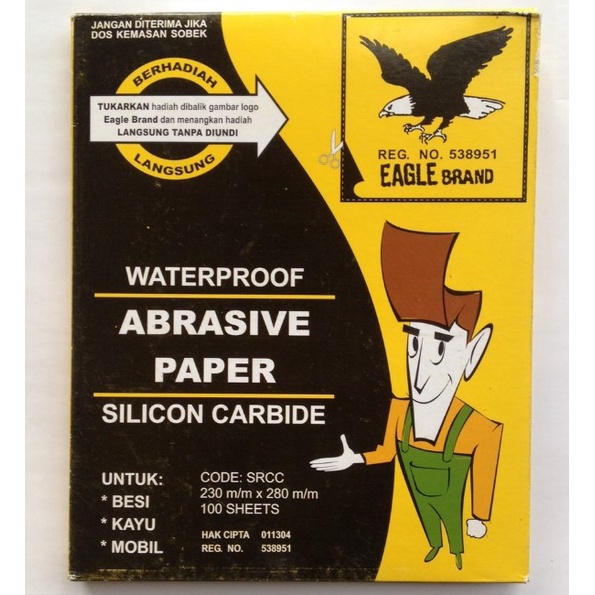 JANGAN DITERIMA JIKA
DOS KEMASAN SOBEK
BERHADIAH
TUKARKAN hadiah dibalik gambar logo
Eagle Brand dan menangkan hadiah
LANGSUNG TANPA DIUNDI
LANGSUNG
REG. NO. 538951
EAGLE BRAND
WATERPROOF
ABRASIVE
PAPER
SILICON CARBIDE
UNTUK:
* BESI
* KAYU
* MOBIL
CODE: SRCC
230 m/m x 280 m/m
100 SHEETS
HAK CIPTA 011304
REG. NO. 538951